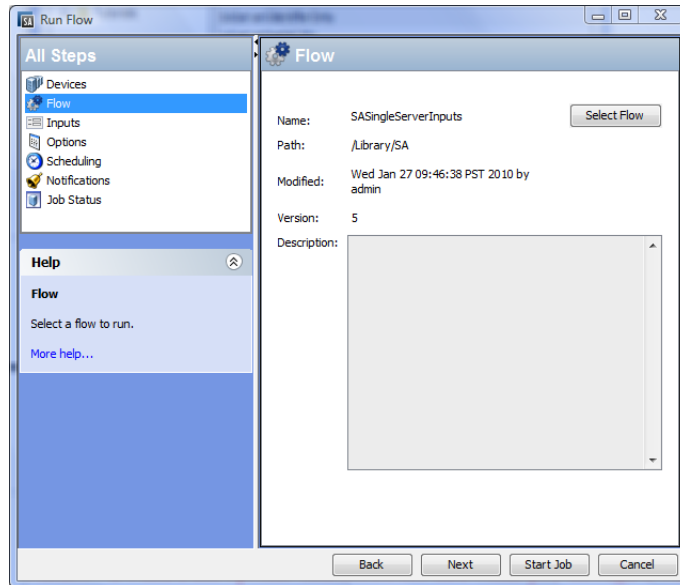 SA Run Flow
All Steps
Devices
Flow
Inputs
Options
Scheduling
Notifications
Job Status
Help
Flow
Select a flow to run.
More help...
Flow
Name: SASingleServerInputs Select Flow
Path: /Library/SA
Modified: Wed Jan 27 09:46:38 PST 2010 by
admin
Version: 5
Description:
Back Next Start Job Cancel